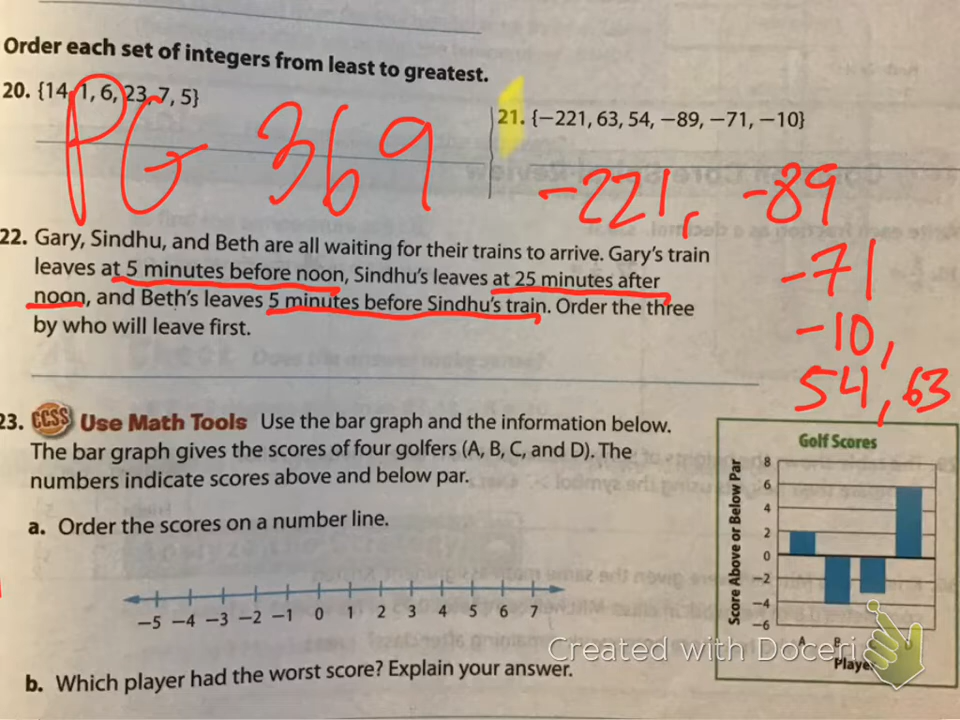 Order each set of integers from least to greatest.
20. {14, 1, 6, 23, 7, 5}
PG 369
21. {−221, 63, 54, −89, −71, −10}
-221, -89
-71
-10,
54, 63
22. Gary, Sindhu, and Beth are all waiting for their trains to arrive. Gary's train
leaves at 5 minutes before noon, Sindhu's leaves at 25 minutes after
noon, and Beth's leaves 5 minutes before Sindhu's train. Order the three
by who will leave first.
23. CCSS Use Math Tools Use the bar graph and the information below.
The bar graph gives the scores of four golfers (A, B, C, and D). The
numbers indicate scores above and below par.
a. Order the scores on a number line.
−5 −4 −3 −2 −1 0 1 2 3 4 5 6 7
b. Which player had the worst score? Explain your answer.
Golf Scores
Score Above or Below Par
8
6
4
2
0
−2
−4
−6
A B
Player
Created with Doceri